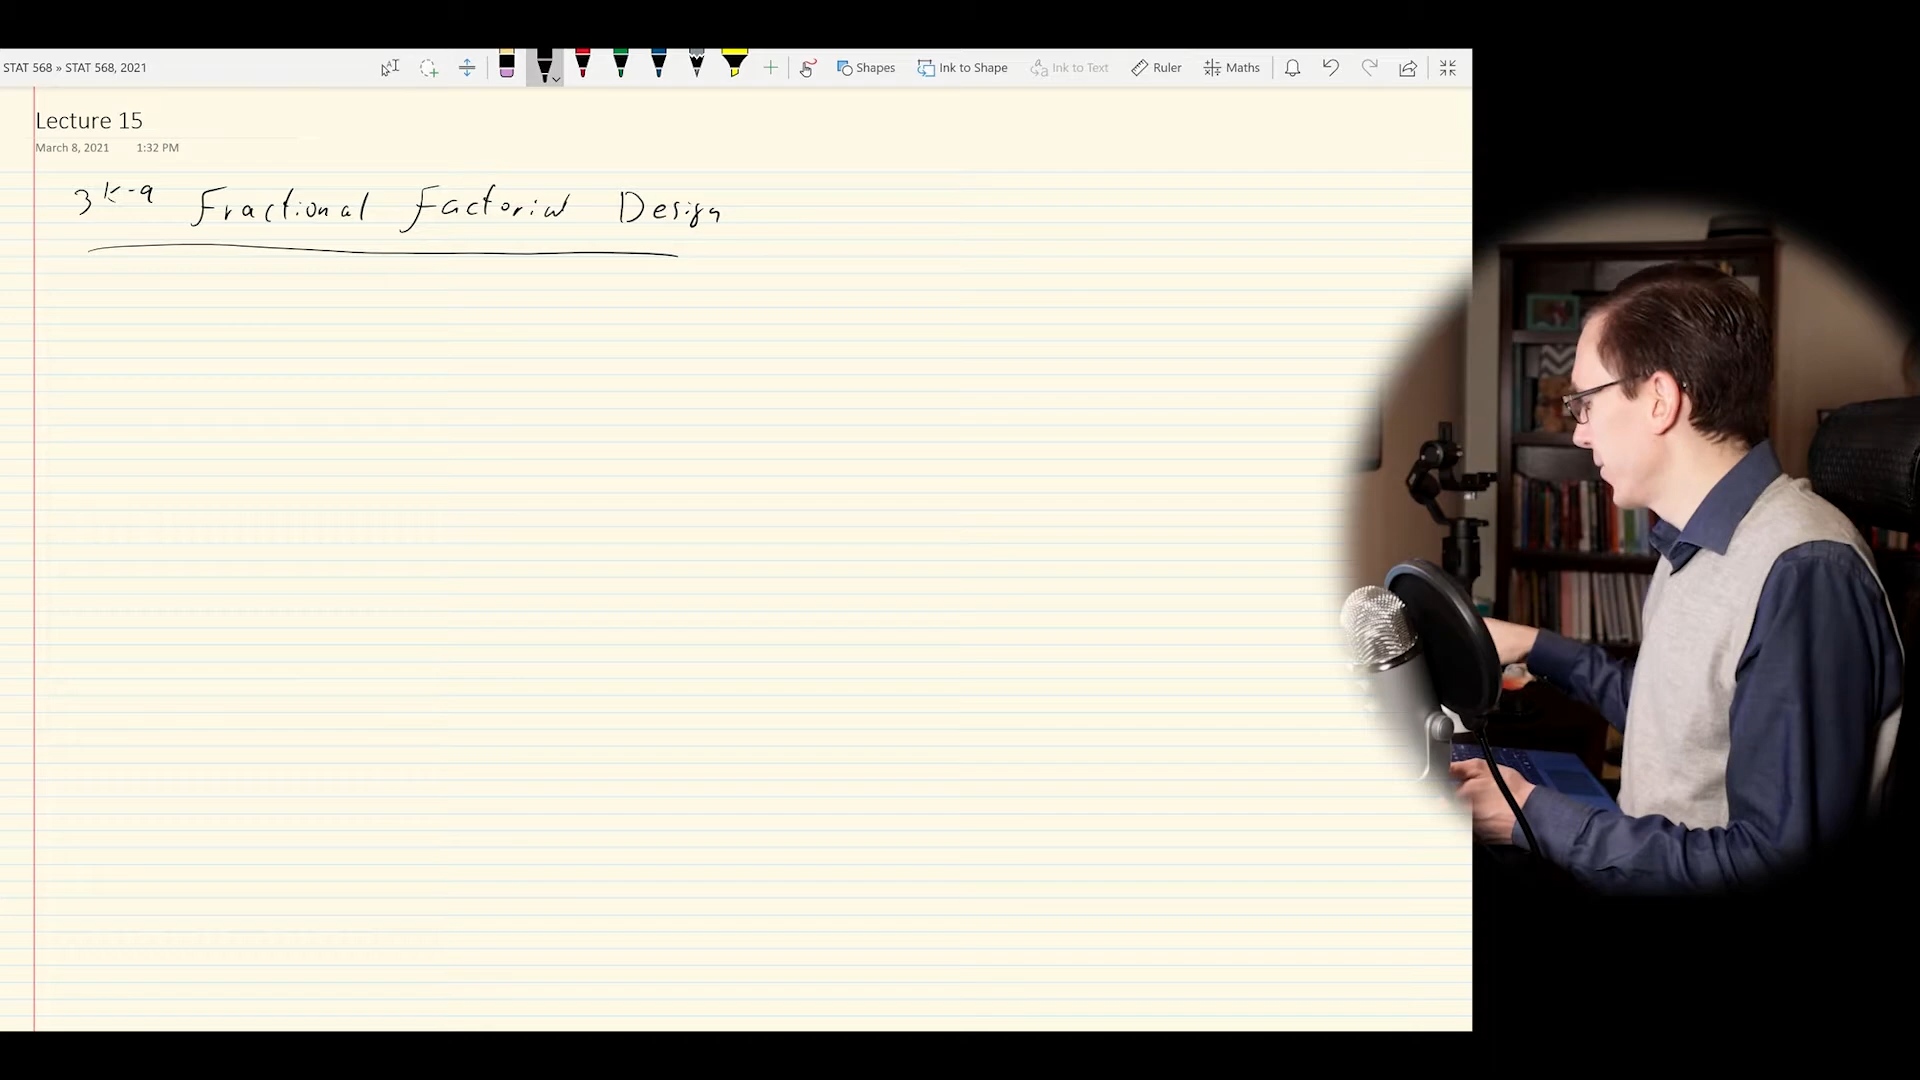 STAT 568 » STAT 568, 2021
Shapes Ink to Shape Ink to Text Ruler Maths
Lecture 15
March 8, 2021 1:32 PM
3^{k-q} Fractional Factorial Design